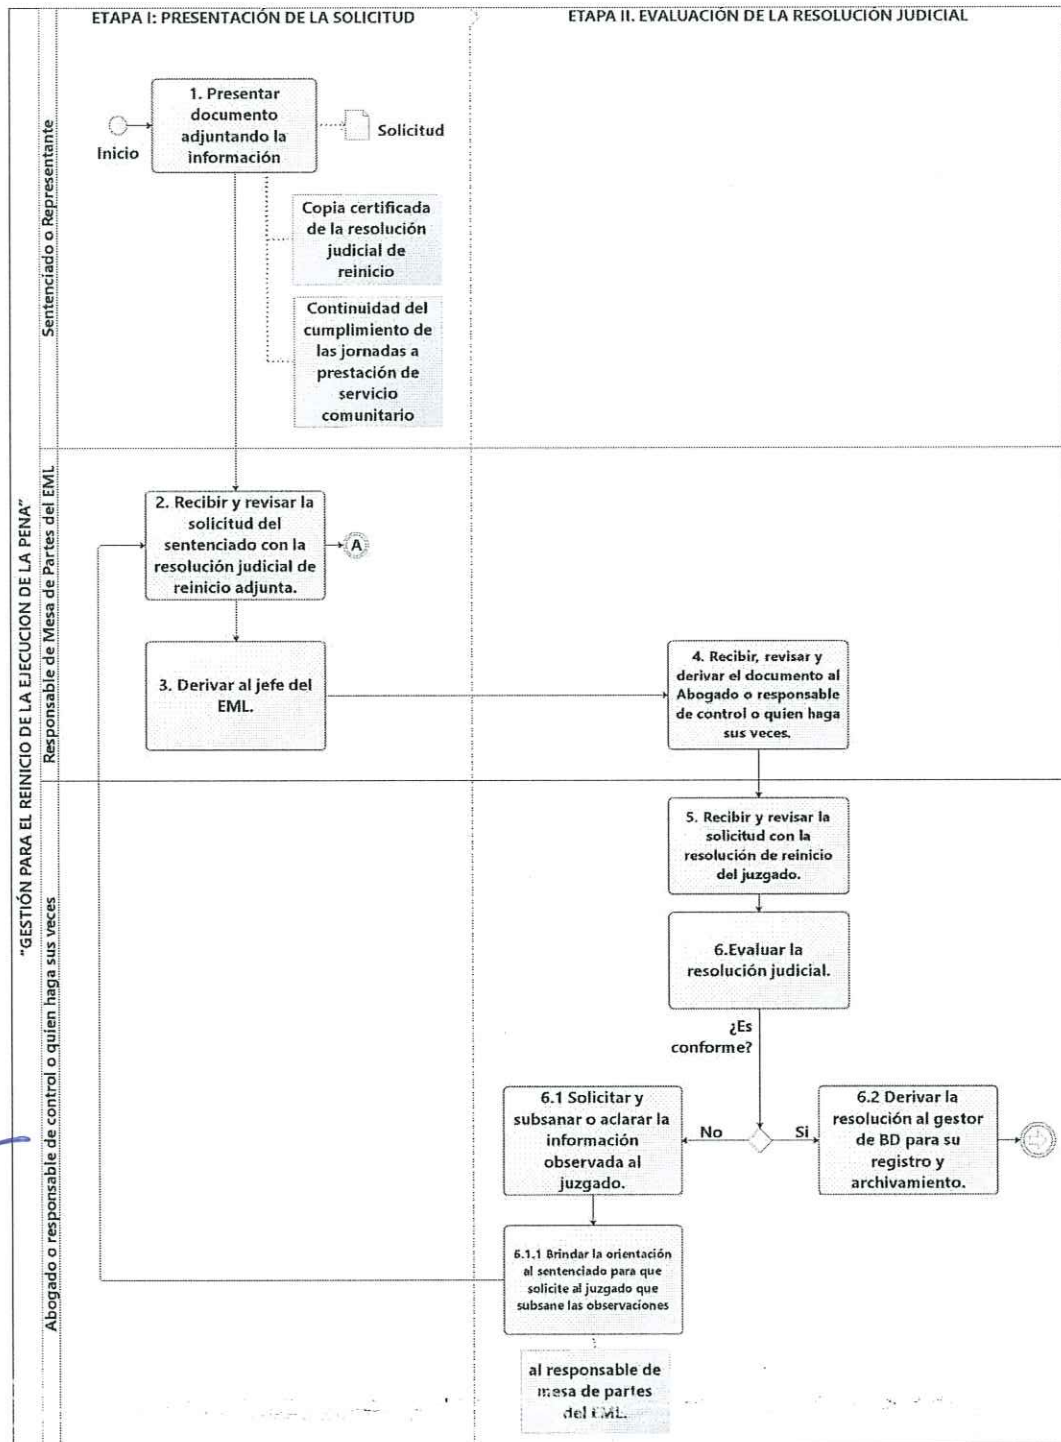 ETAPA I: PRESENTACIÓN DE LA SOLICITUD
ETAPA II. EVALUACIÓN DE LA RESOLUCIÓN JUDICIAL
"GESTIÓN PARA EL REINICIO DE LA EJECUCION DE LA PENA"
Sentenciado o Representante
Inicio
1. Presentar
documento
adjuntando la
información
Solicitud
Copia certificada
de la resolución
judicial de
reinicio
Continuidad del
cumplimiento de
las jornadas a
prestación de
servicio
comunitario
Responsable de Mesa de Partes del EML
2. Recibir y revisar la
solicitud del
sentenciado con la
resolución judicial de
reinicio adjunta.
A
3. Derivar al jefe del
EML.
4. Recibir, revisar y
derivar el documento al
Abogado o responsable
de control o quien haga
sus veces.
Abogado o responsable de control o quien haga sus veces
5. Recibir y revisar la
solicitud con la
resolución de reinicio
del juzgado.
6.Evaluar la
resolución judicial.
¿Es
conforme?
No
Si
6.1 Solicitar y
subsanar o aclarar la
información
observada al
juzgado.
6.2 Derivar la
resolución al gestor
de BD para su
registro y
archivamiento.
6.1.1 Brindar la orientación
al sentenciado para que
solicite al juzgado que
subsane las observaciones
al responsable de
mesa de partes
del EML.